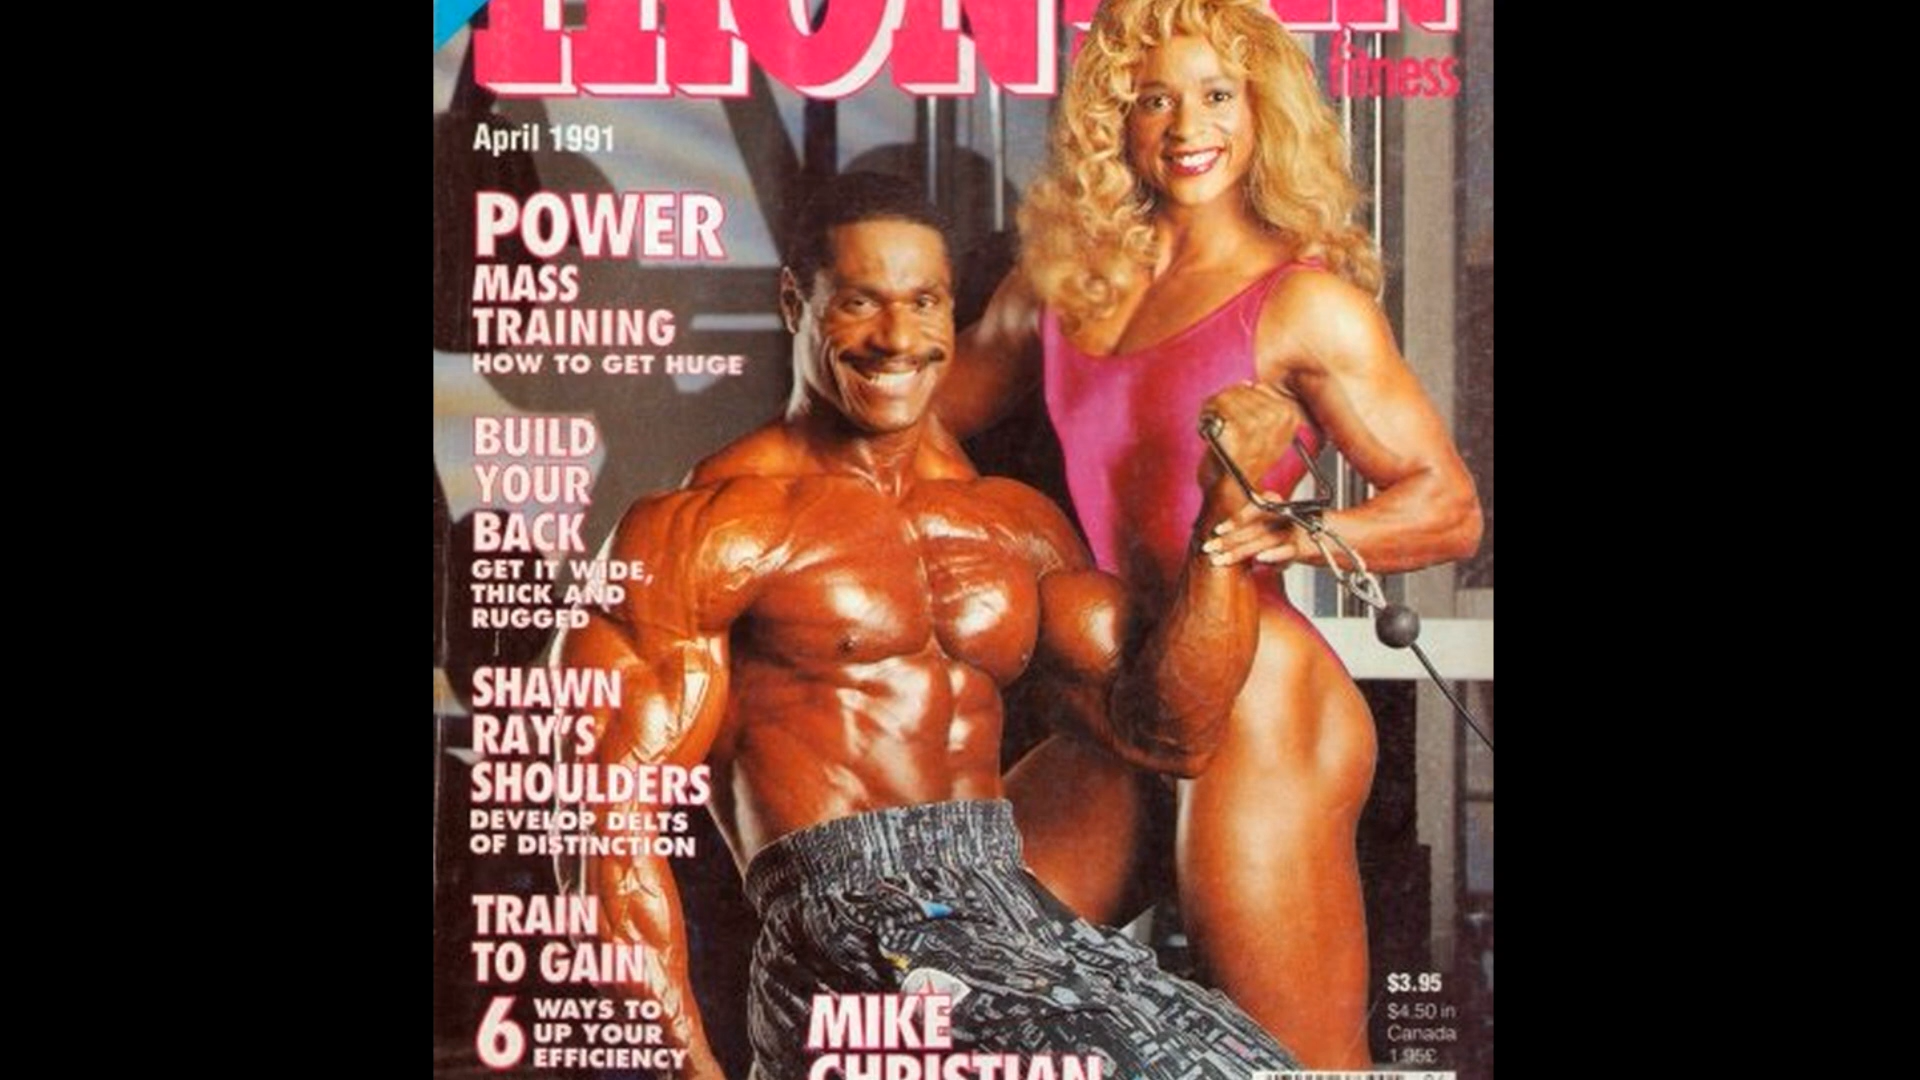 fitness
April 1991
POWER
MASS
TRAINING
HOW TO GET HUGE
BUILD
YOUR
BACK
GET IT WIDE,
THICK AND
RUGGED
SHAWN
RAY'S
SHOULDERS
DEVELOP DELTS
OF DISTINCTION
TRAIN
TO GAIN
6 WAYS TO
UP YOUR
EFFICIENCY
MIKE
CHRISTIAN
$3.95
$4.50 in
Canada
1.95£